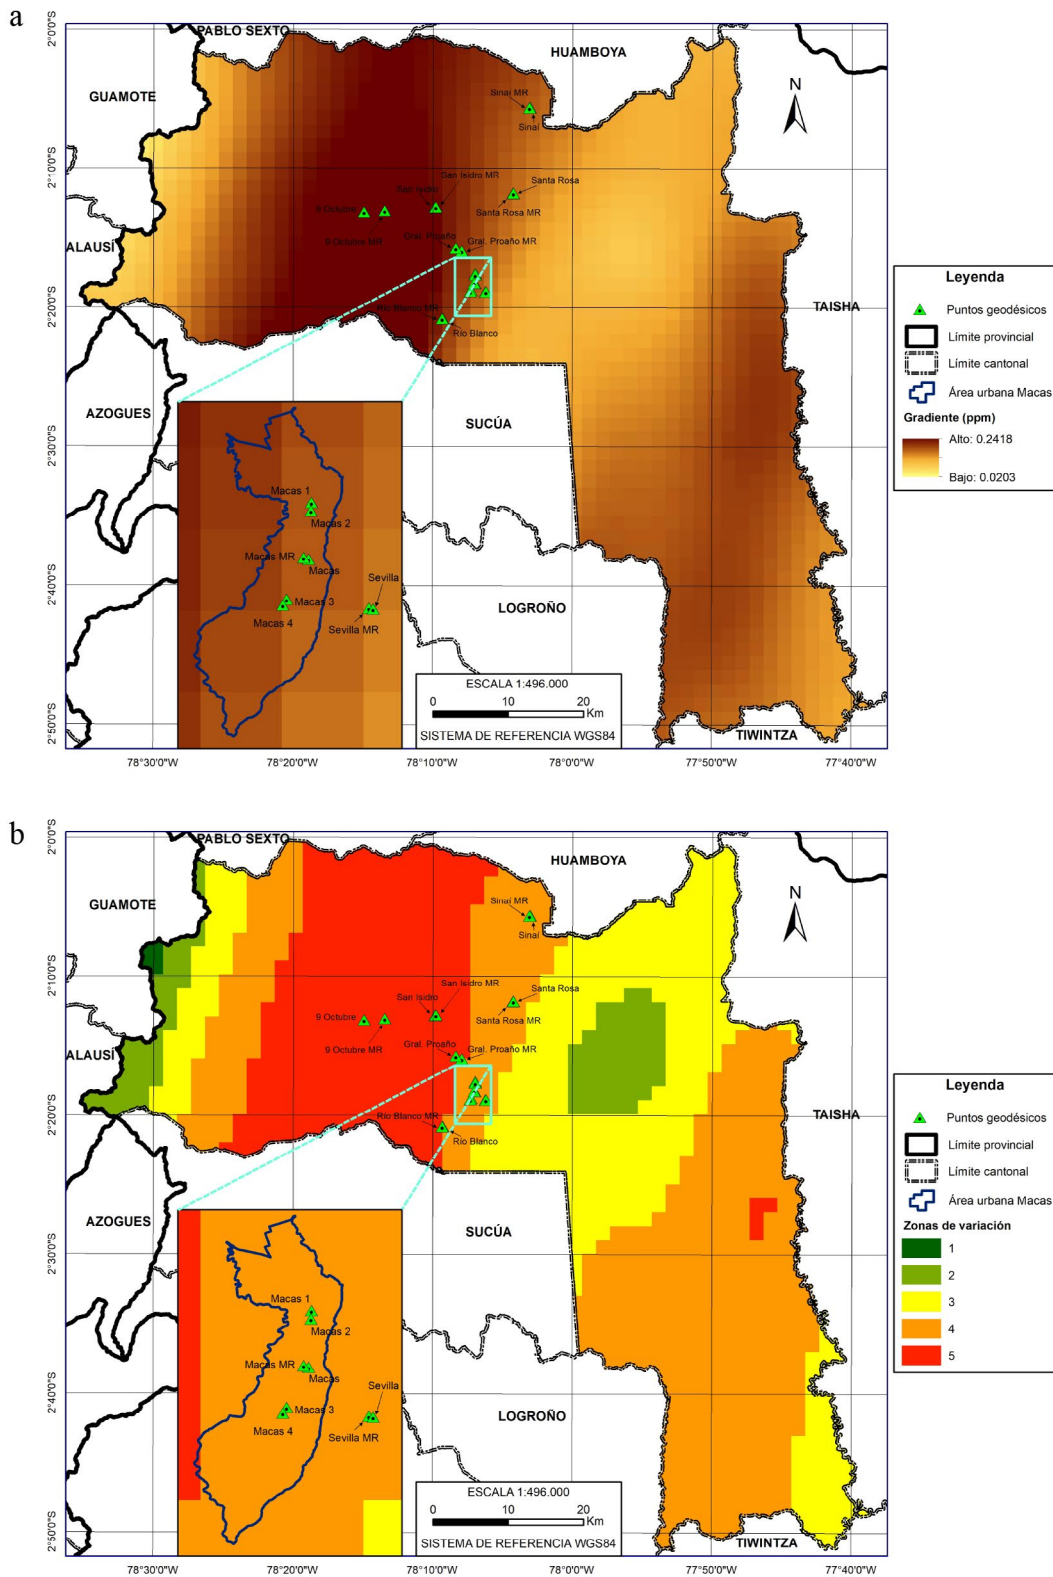 a
PABLO SEXTO
HUAMBOYA
GUAMOTE
N
Sinaí MR
Sinaí
San Isidro MR
San Isidro
Santa Rosa
Santa Rosa MR
9 Octubre
9 Octubre MR
Gral. Proaño
Gral. Proaño MR
ALAUSÍ
TAISHA
Río Blanco MR
Río Blanco
AZOGUES
SUCÚA
LOGROÑO
TIWINTZA
Macas 1
Macas 2
Macas MR
Macas
Sevilla
Macas 3
Macas 4
Sevilla MR
ESCALA 1:496.000
0 10 20
Km
SISTEMA DE REFERENCIA WGS84
2°0'0"S
2°10'0"S
2°20'0"S
2°30'0"S
2°40'0"S
2°50'0"S
78°30'0"W 78°20'0"W 78°10'0"W 78°0'0"W 77°50'0"W 77°40'0"W
Leyenda
Puntos geodésicos
Límite provincial
Límite cantonal
Área urbana Macas
Gradiente (ppm)
Alto: 0.2418
Bajo: 0.0203
b
PABLO SEXTO
HUAMBOYA
GUAMOTE
N
Sinaí MR
Sinaí
San Isidro MR
San Isidro
Santa Rosa
Santa Rosa MR
9 Octubre
9 Octubre MR
Gral. Proaño
Gral. Proaño MR
ALAUSÍ
TAISHA
Río Blanco MR
Río Blanco
AZOGUES
SUCÚA
LOGROÑO
TIWINTZA
Macas 1
Macas 2
Macas MR
Macas
Sevilla
Macas 3
Macas 4
Sevilla MR
ESCALA 1:496.000
0 10 20
Km
SISTEMA DE REFERENCIA WGS84
2°0'0"S
2°10'0"S
2°20'0"S
2°30'0"S
2°40'0"S
2°50'0"S
78°30'0"W 78°20'0"W 78°10'0"W 78°0'0"W 77°50'0"W 77°40'0"W
Leyenda
Puntos geodésicos
Límite provincial
Límite cantonal
Área urbana Macas
Zonas de variación
1
2
3
4
5